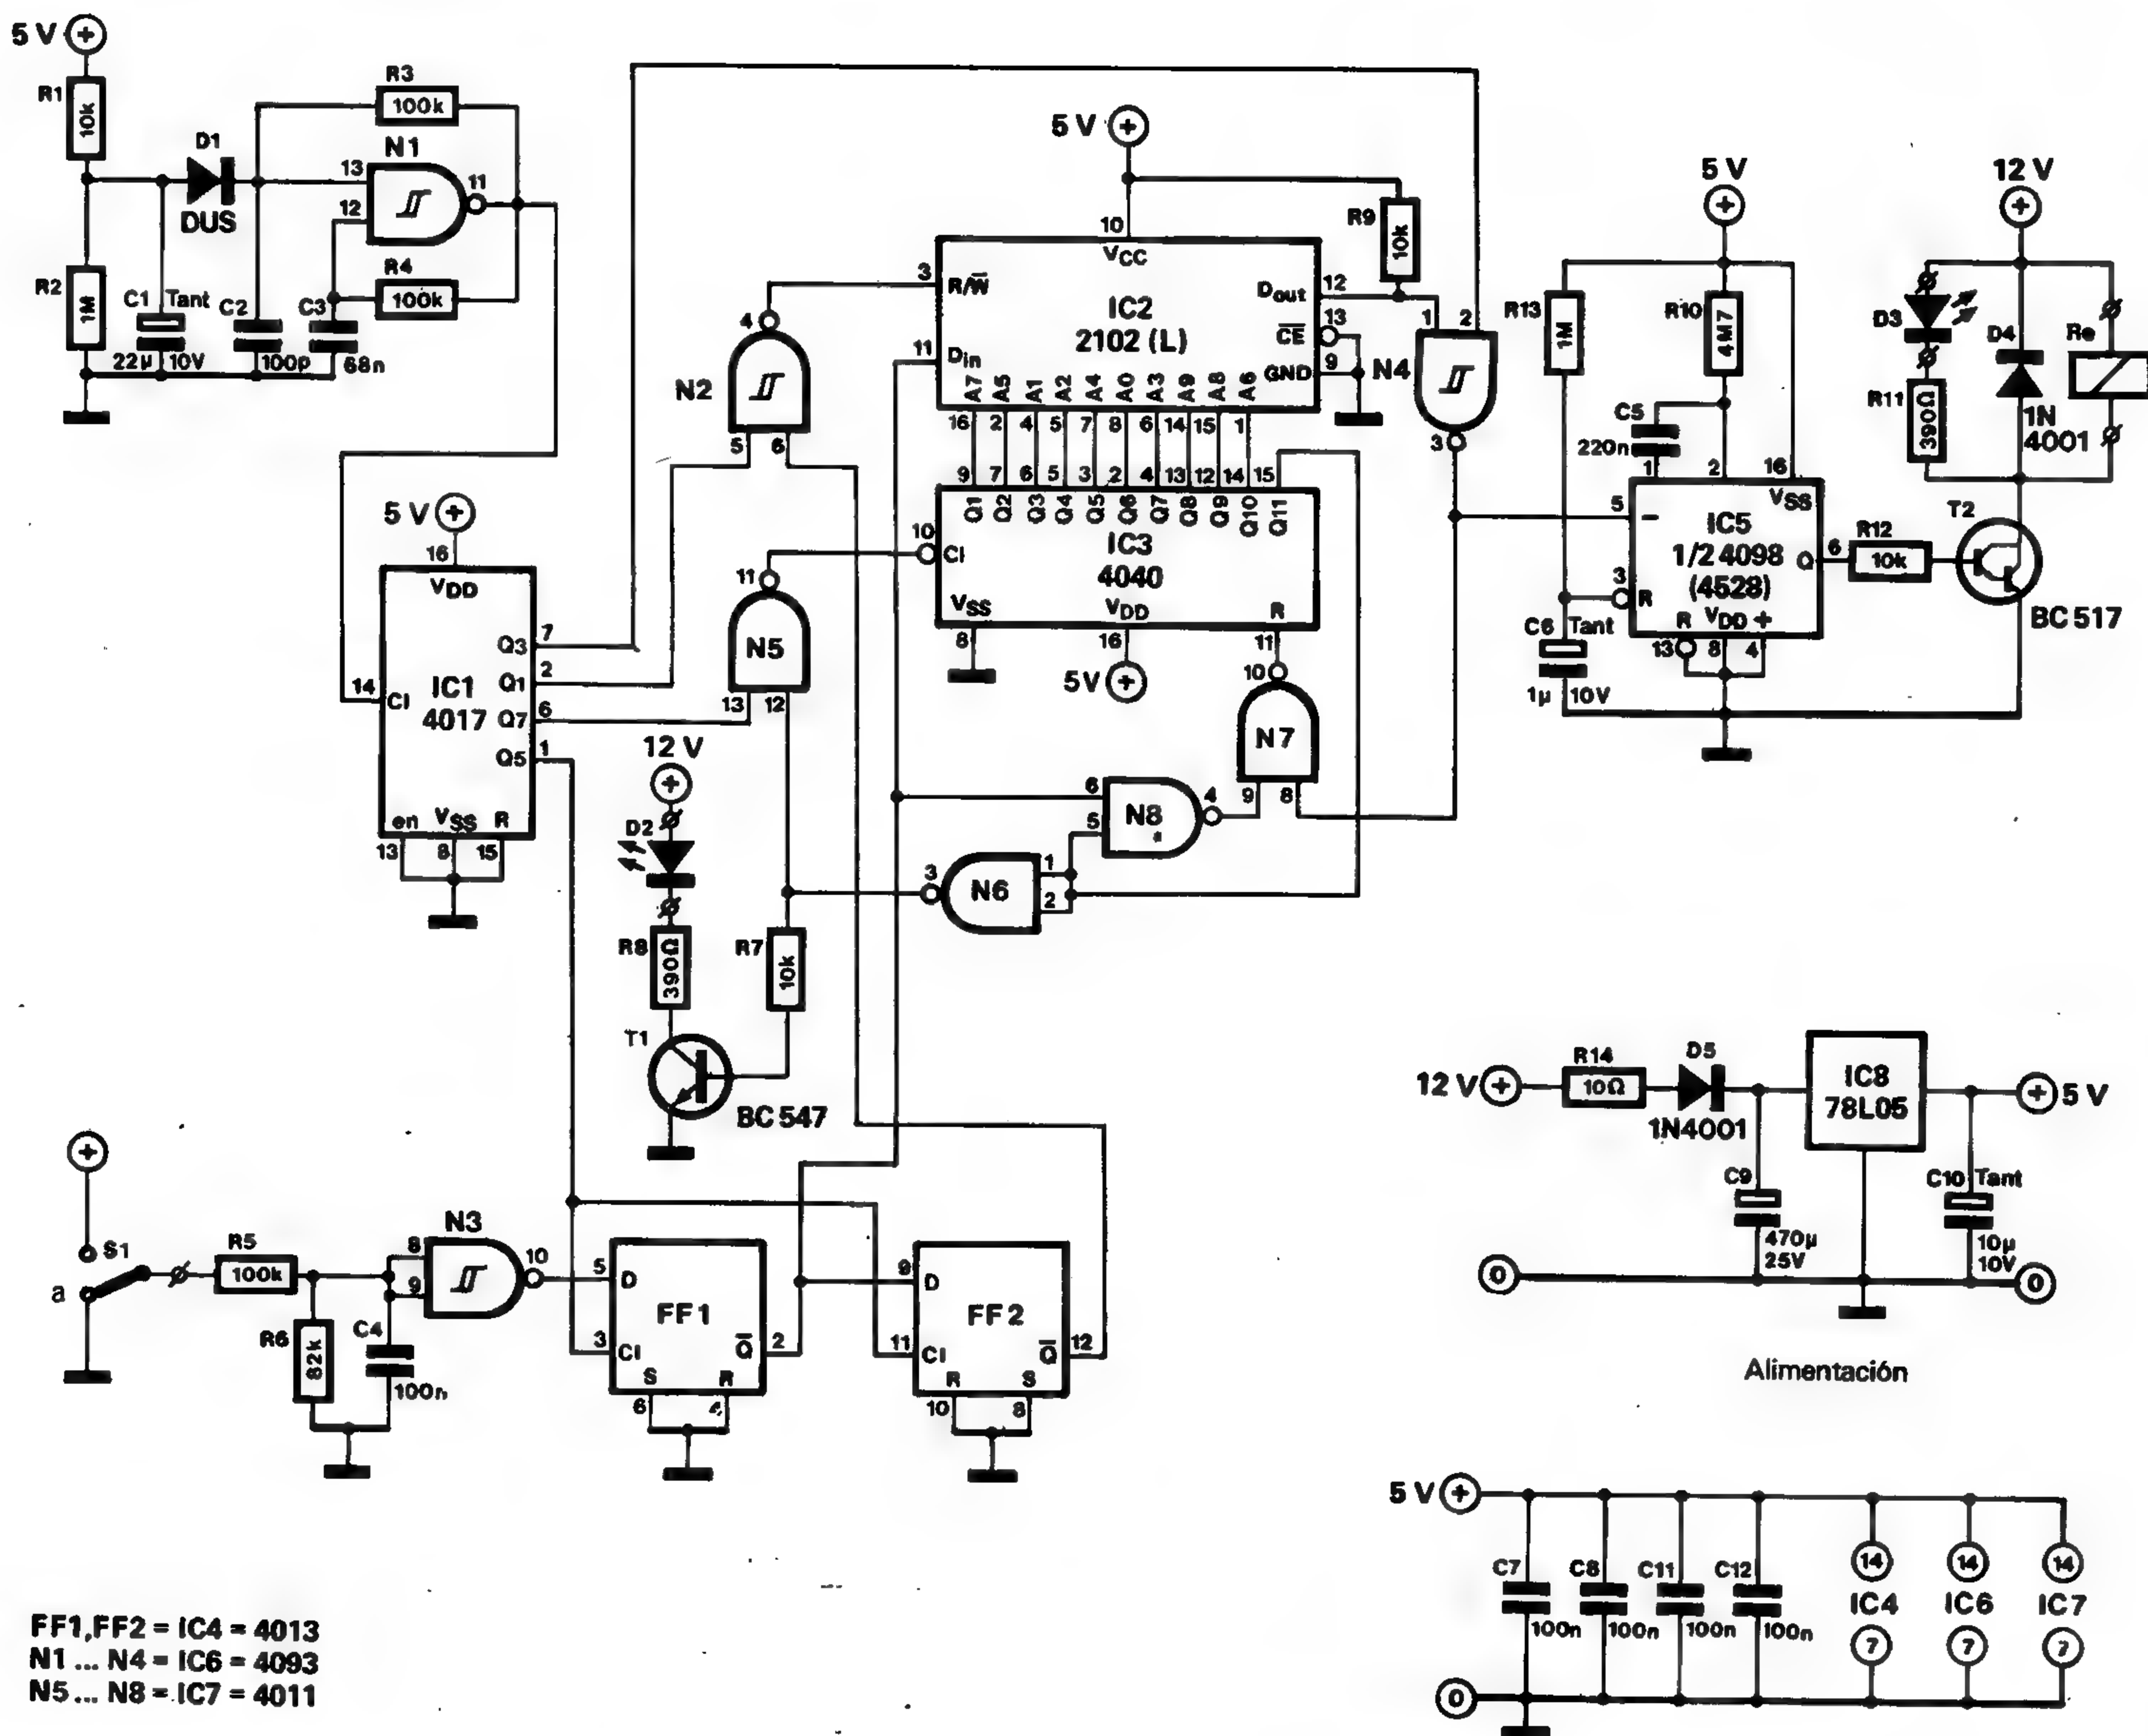 5 V
R1
10k
R2
1M
C1 Tant
22µ 10V
D1
DUS
C2
100p
C3
68n
R3
100k
N1
13
12
11
R4
100k
5 V
16
VDD
IC1
4017
14
Cl
Q3 7
Q1 2
Q7 6
Q5 1
en VSS R
13 8 15
N2
4
5 6
N5
11
13 12
12 V
D2
R8
390Ω
R7
10k
T1
BC 547
5 V
10
VCC
3 R/W̅
IC2
2102 (L)
11 Din
Dout 12
C̅E̅ 13
GND 9
A7 A5 A1 A2 A4 A0 A3 A9 A8 A6
16 2 4 5 7 8 6 14 15 1
9 7 6 5 3 2 4 13 12 14 15
Q1 Q2 Q3 Q4 Q5 Q6 Q7 Q8 Q9 Q10 Q11
10 Cl
IC3
4040
VSS VDD R
8 16 11
5V
R9
10k
1 2
N4
3
10
N7
9 8
6
5
N8
4
3
N6
1
2
5 V
12 V
R13
1M
R10
4M7
C5
220n
1 2 16
VSS
5 –
IC5
1/2 4098
(4528)
3 R
Q 6
R VDD +
13 8 4
C6 Tant
1µ 10V
R12
10k
T2
BC 517
D3
R11
390Ω
D4
1N
4001
Re
S1
a
R5
100k
R6
82k
C4
100n
N3
8
9
10
5 D
FF1
3 Cl
Q̅ 2
S R
6 4
9 D
FF2
11 Cl
Q̅ 12
R S
10 8
12 V
R14
10Ω
D5
1N4001
IC8
78L05
5 V
C9
470µ
25V
C10 Tant
10µ
10V
0
0
Alimentación
5 V
C7
100n
C8
100n
C11
100n
C12
100n
14 14 14
IC4 IC6 IC7
7 7 7
0
FF1,FF2 = IC4 = 4013
N1 ... N4 = IC6 = 4093
N5 ... N8 = IC7 = 4011